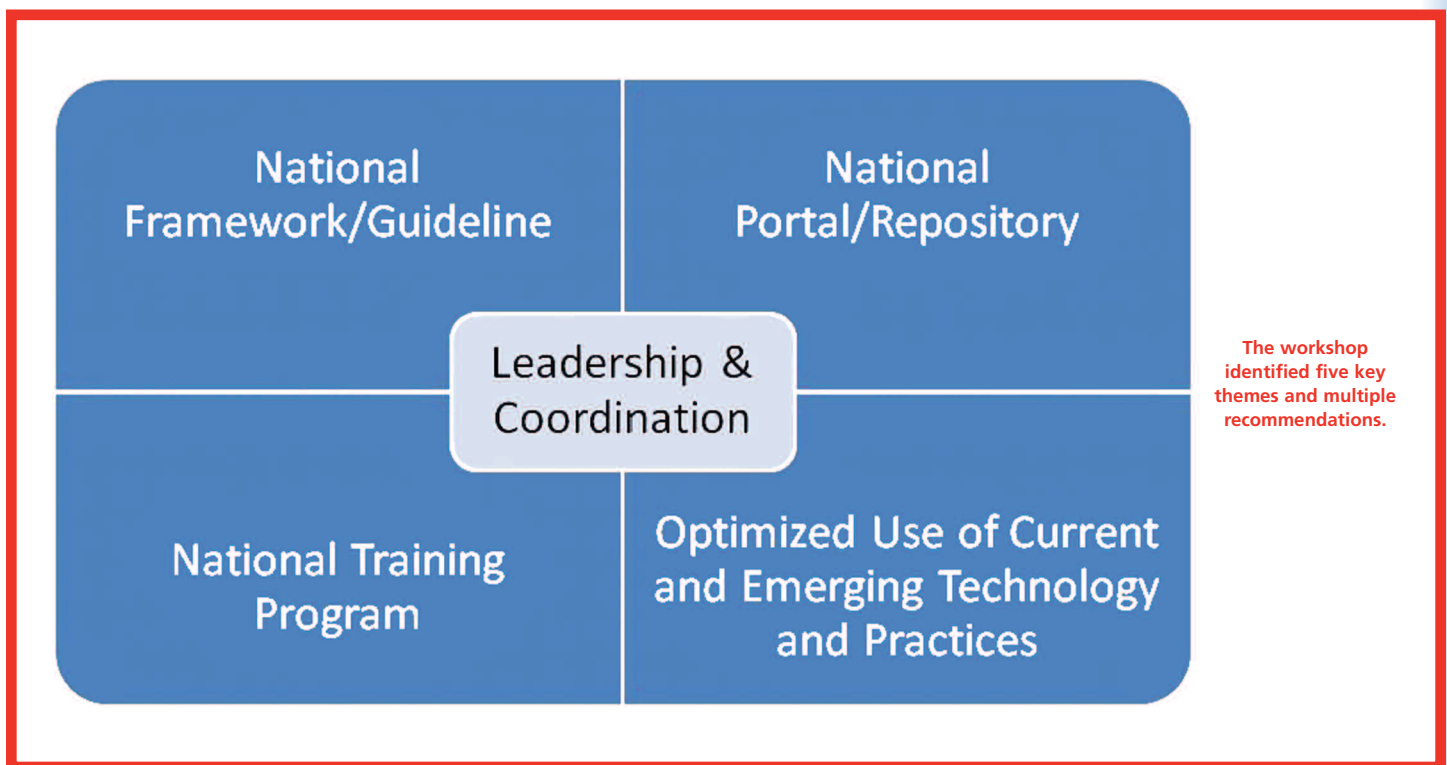 National
Framework/Guideline
National
Portal/Repository
Leadership &
Coordination
National Training
Program
Optimized Use of Current
and Emerging Technology
and Practices
The workshop
identified five key
themes and multiple
recommendations.